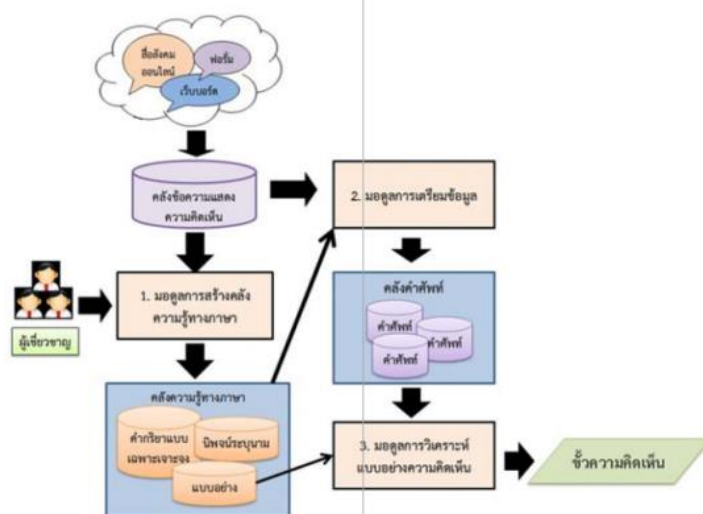 สื่อสังคม
ออนไลน์
ฟอรั่ม
เว็บบอร์ด
คลังข้อความแสดง
ความคิดเห็น
2. มอดูลการเตรียมข้อมูล
1. มอดูลการสร้างคลัง
ความรู้ทางภาษา
ผู้เชี่ยวชาญ
คลังคำศัพท์
คำศัพท์
คำศัพท์
คำศัพท์
คลังความรู้ทางภาษา
คำกริยาแบบ
เฉพาะเจาะจง
นิพจน์ระบุนาม
แบบอย่าง
3. มอดูลการวิเคราะห์
แบบอย่างความคิดเห็น
ขั้วความคิดเห็น